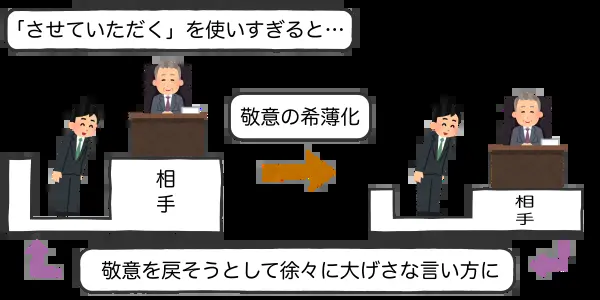 「させていただく」を使いすぎると…
敬意の希薄化
相手
相手
敬意を戻そうとして徐々に大げさな言い方に